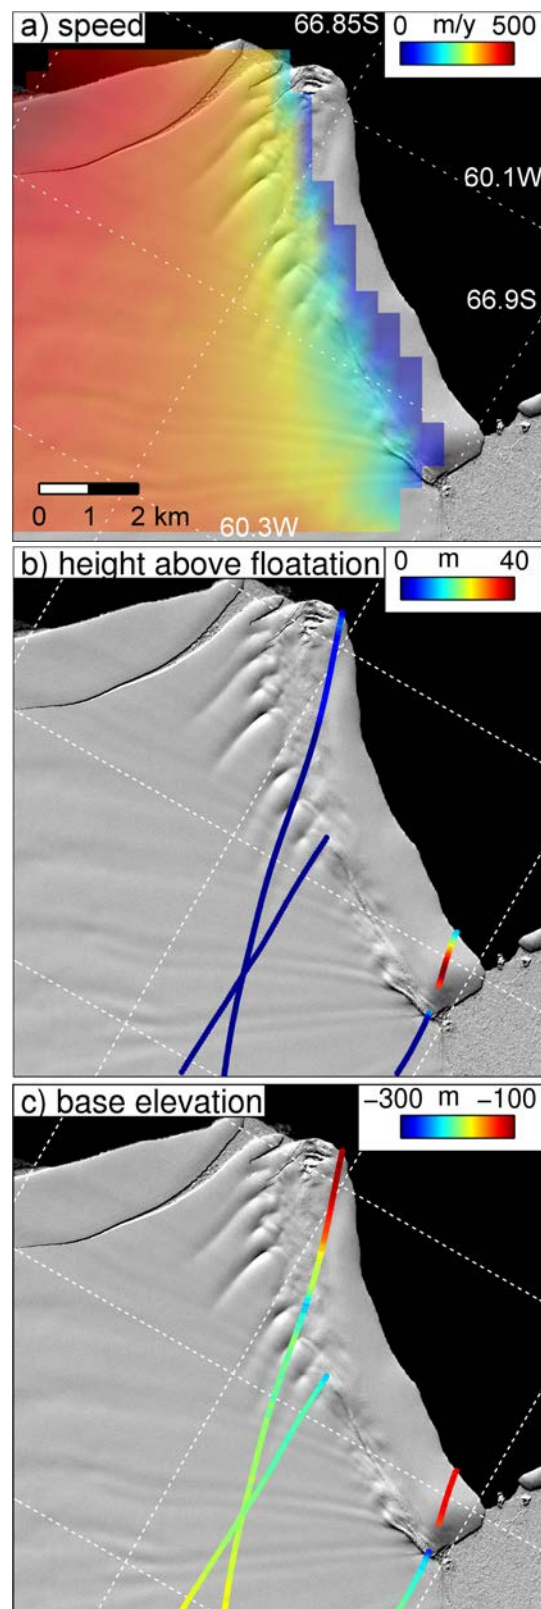 a) speed
66.85S
0 m/y 500
60.1W
66.9S
0 1 2 km
60.3W
b) height above floatation
0 m 40
c) base elevation
−300 m −100